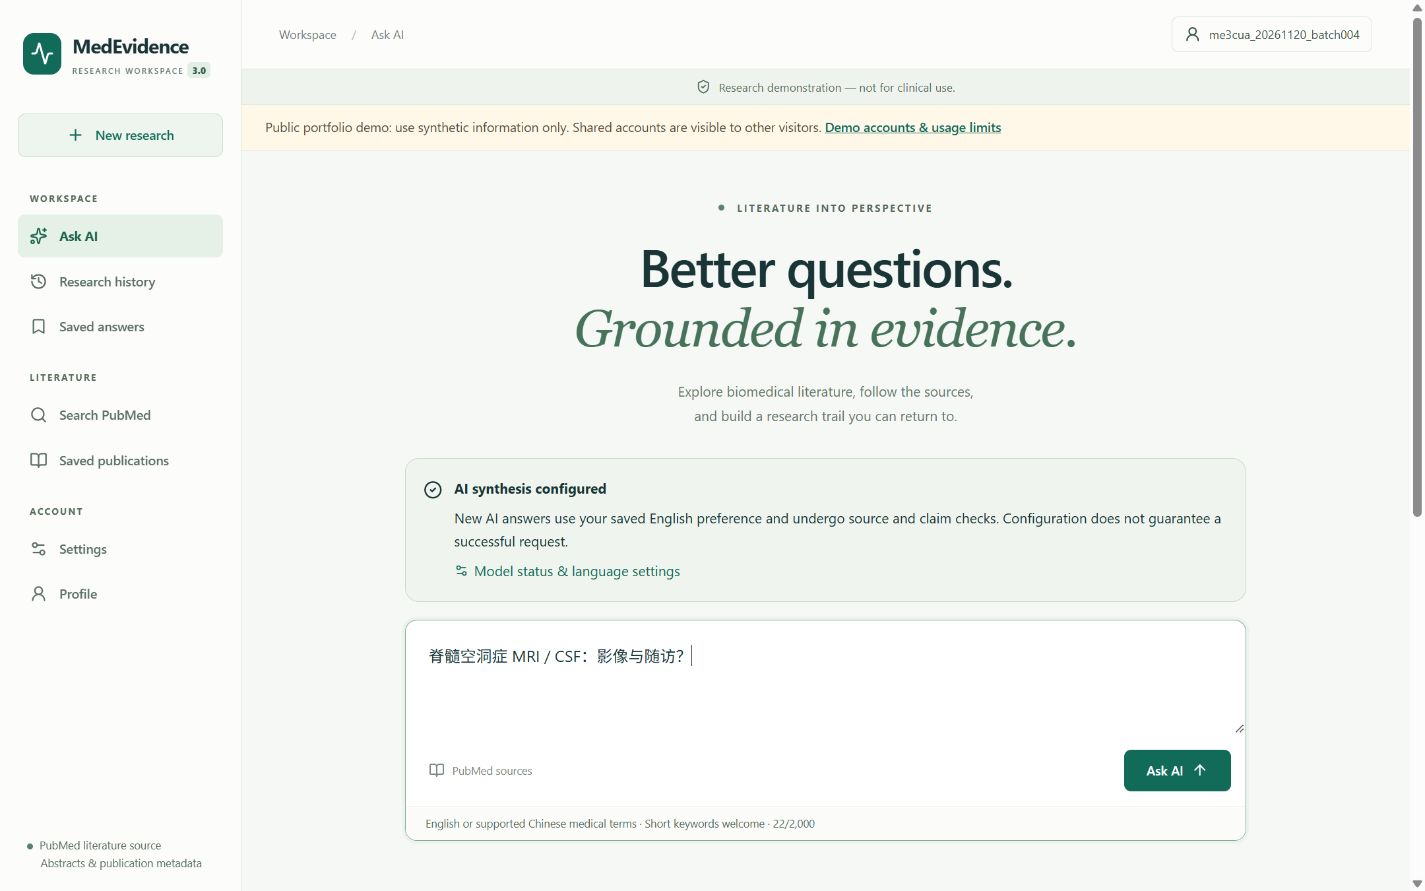 MedEvidence
RESEARCH WORKSPACE 3.0
New research
WORKSPACE
Ask AI
Research history
Saved answers
LITERATURE
Search PubMed
Saved publications
ACCOUNT
Settings
Profile
PubMed literature source
Abstracts & publication metadata
Workspace / Ask AI
me3cua_20261120_batch004
Research demonstration — not for clinical use.
Public portfolio demo: use synthetic information only. Shared accounts are visible to other visitors. Demo accounts & usage limits
LITERATURE INTO PERSPECTIVE
Better questions.
Grounded in evidence.
Explore biomedical literature, follow the sources,
and build a research trail you can return to.
AI synthesis configured
New AI answers use your saved English preference and undergo source and claim checks. Configuration does not guarantee a
successful request.
Model status & language settings
脊髓空洞症 MRI / CSF：影像与随访？
PubMed sources
Ask AI
English or supported Chinese medical terms · Short keywords welcome · 22/2,000